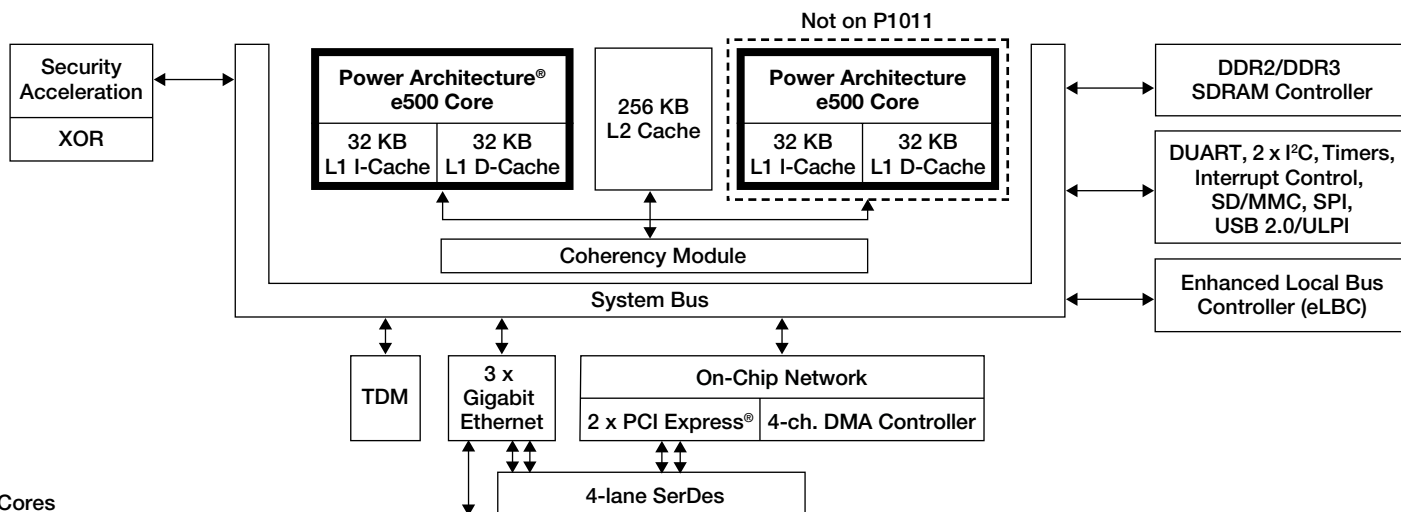 Not on P1011
Security
Acceleration
XOR
Power Architecture®
e500 Core
32 KB
L1 I-Cache
32 KB
L1 D-Cache
256 KB
L2 Cache
Power Architecture
e500 Core
32 KB
L1 I-Cache
32 KB
L1 D-Cache
DDR2/DDR3
SDRAM Controller
DUART, 2 x I²C, Timers,
Interrupt Control,
SD/MMC, SPI,
USB 2.0/ULPI
Coherency Module
System Bus
Enhanced Local Bus
Controller (eLBC)
TDM
3 x
Gigabit
Ethernet
On-Chip Network
2 x PCI Express®
4-ch. DMA Controller
4-lane SerDes
Cores